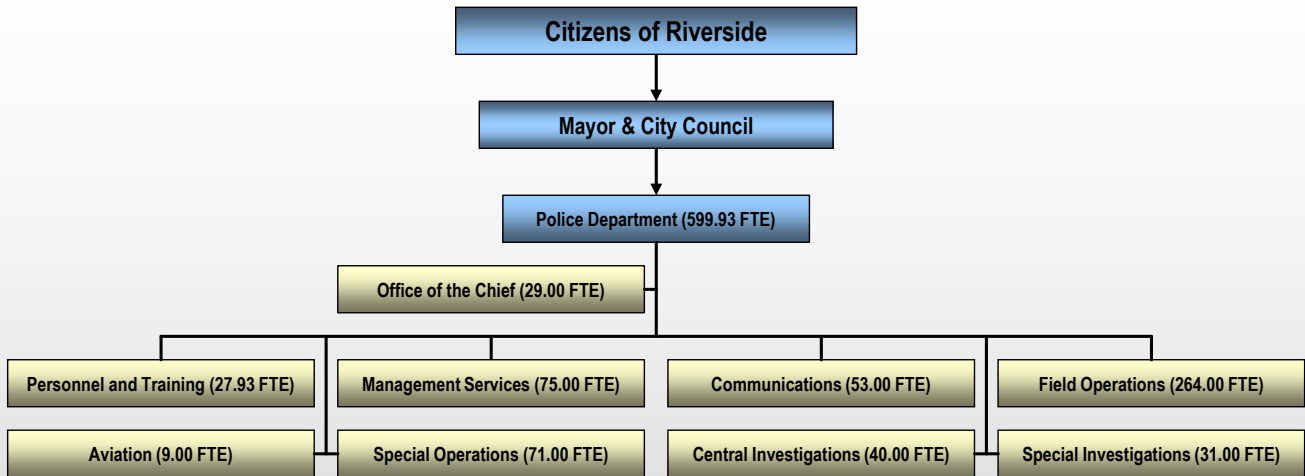 Citizens of Riverside
Mayor & City Council
Police Department (599.93 FTE)
Office of the Chief (29.00 FTE)
Personnel and Training (27.93 FTE)
Management Services (75.00 FTE)
Communications (53.00 FTE)
Field Operations (264.00 FTE)
Aviation (9.00 FTE)
Special Operations (71.00 FTE)
Central Investigations (40.00 FTE)
Special Investigations (31.00 FTE)